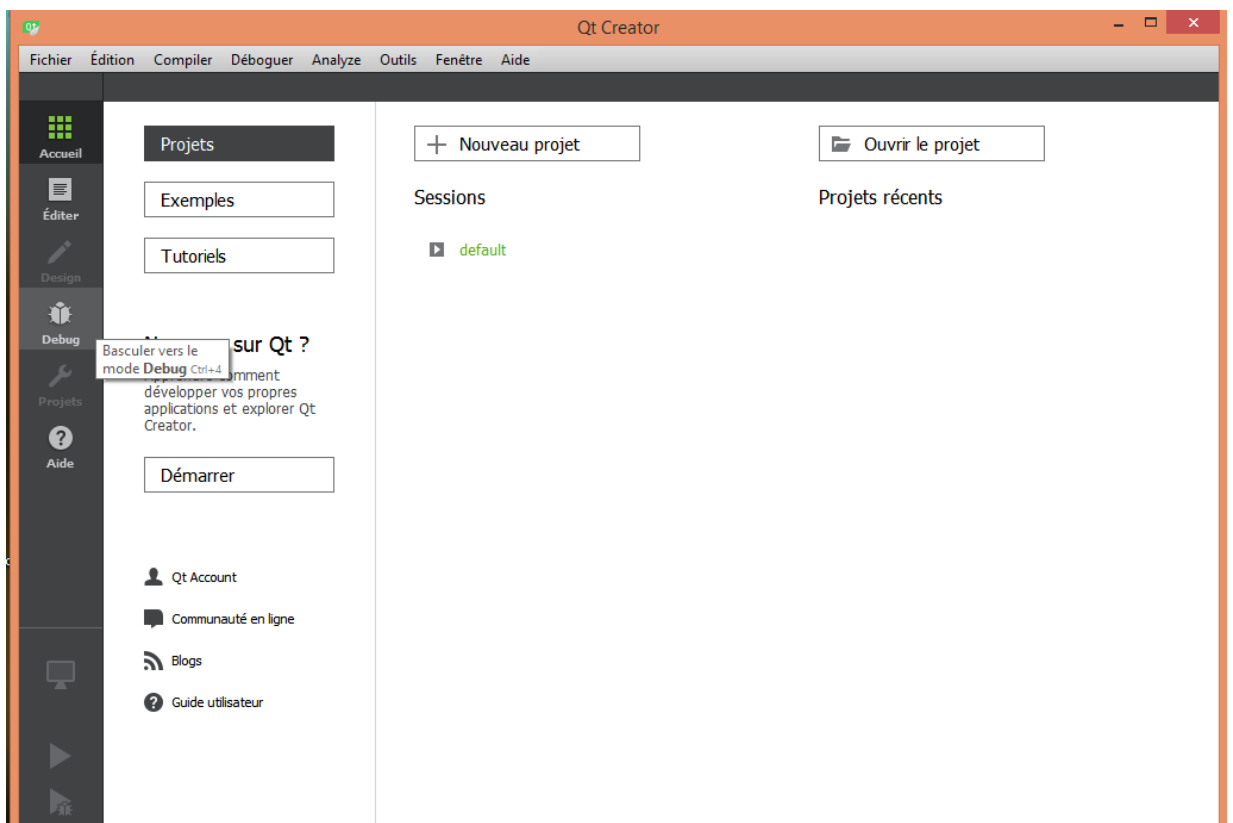 Qt Creator
Fichier Édition Compiler Déboguer Analyze Outils Fenêtre Aide
Accueil
Éditer
Design
Debug
Projets
Aide
Basculer vers le
mode Debug Ctrl+4
Projets
Exemples
Tutoriels
sur Qt ?
comment
développer vos propres
applications et explorer Qt
Creator.
Démarrer
Qt Account
Communauté en ligne
Blogs
Guide utilisateur
Nouveau projet
Sessions
default
Ouvrir le projet
Projets récents